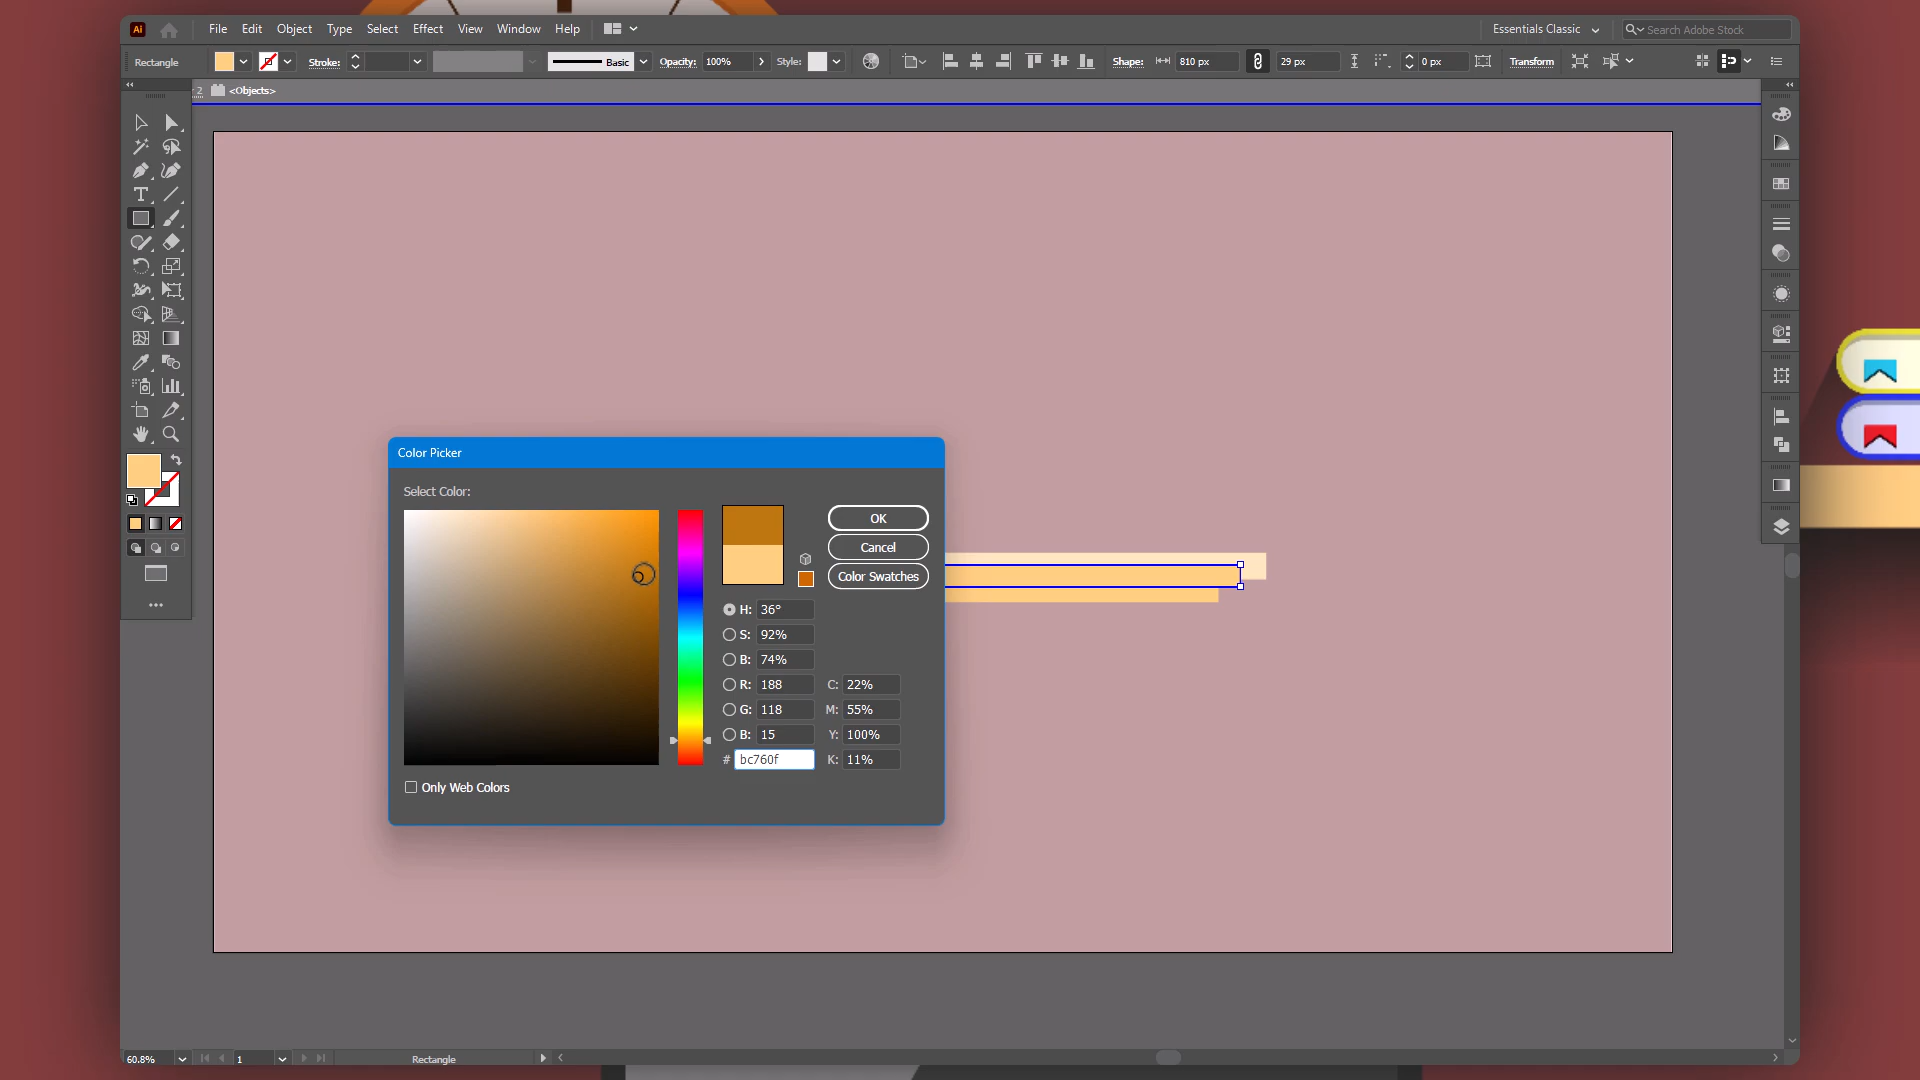 Ai
File Edit Object Type Select Effect View Window Help
Essentials Classic
Search Adobe Stock
Rectangle
Stroke:
Basic
Opacity: 100%
Style:
Shape: 810 px
29 px
0 px
Transform
2 <Objects>
Color Picker
Select Color:
OK
Cancel
Color Swatches
H: 36°
S: 92%
B: 74%
R: 188
C: 22%
G: 118
M: 55%
B: 15
Y: 100%
# bc760f
K: 11%
Only Web Colors
60.8%
1
Rectangle